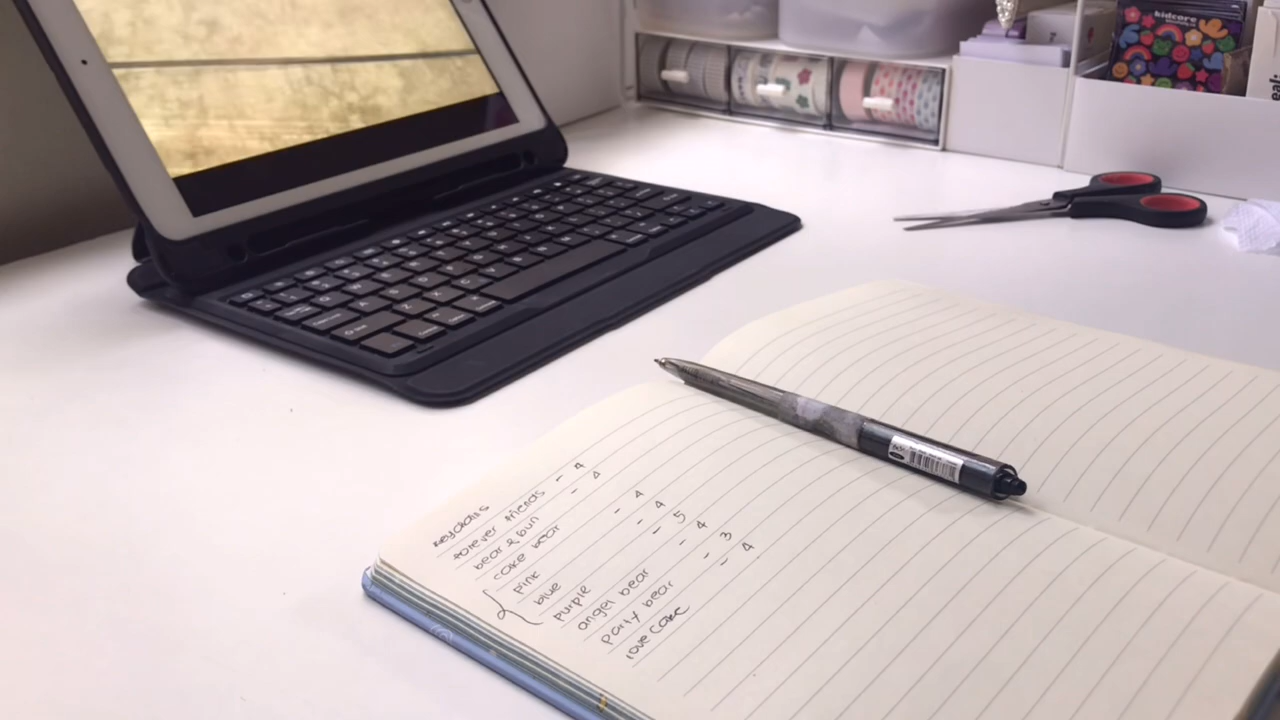 keychains
forever friends - 4
bear & bun - 4
cake bear
pink - 4
blue - 4
purple - 5
angel bear - 4
party bear - 3
love cake - 4
kidcore